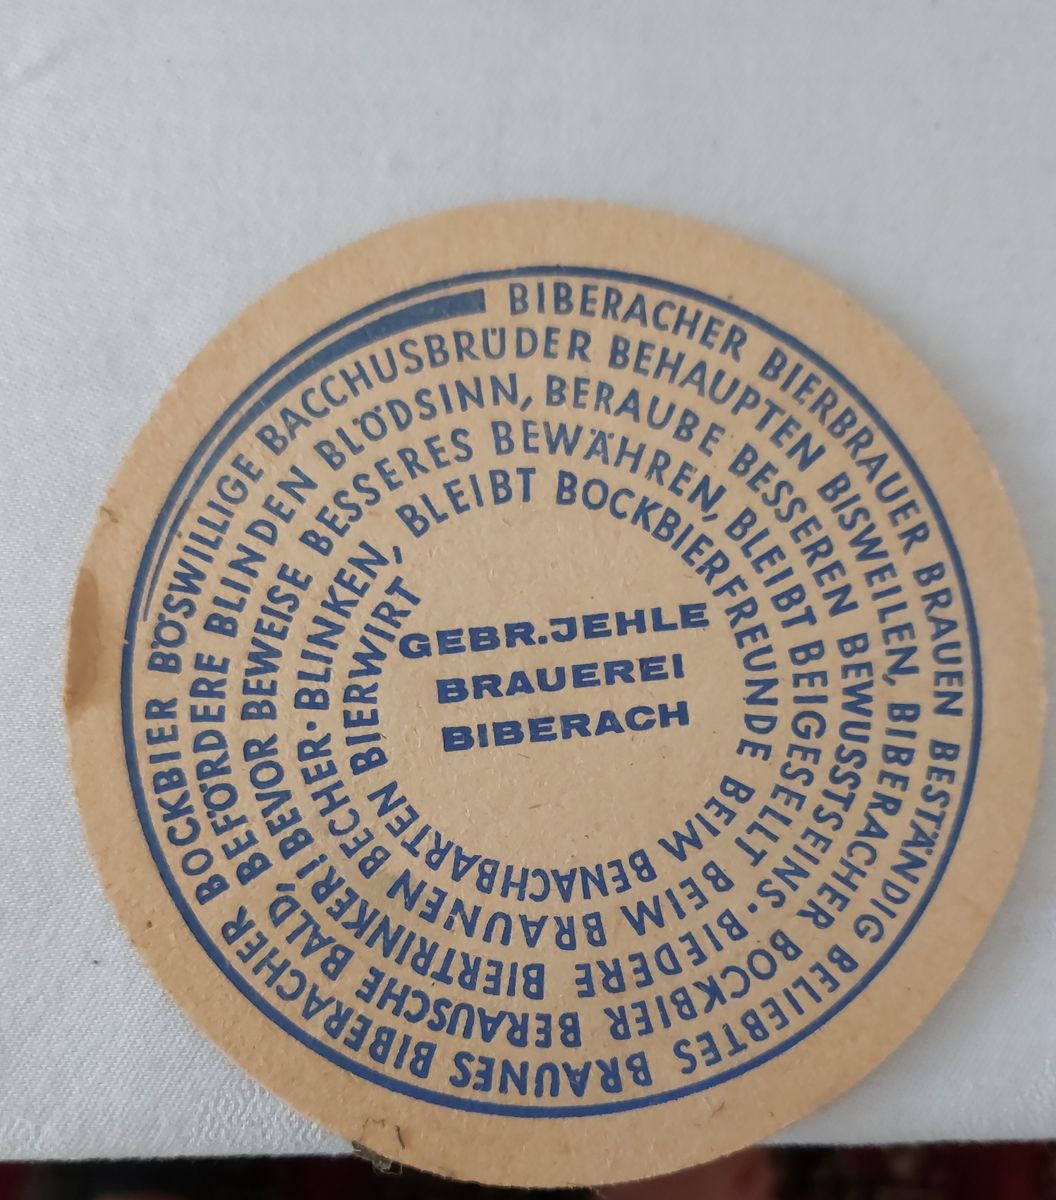 BIBERACHER BIERBRAUER BRAUEN BESTÄNDIG BELIEBTES BRAUNES BIBERACHER BOCKBIER BÖSWILLIGE BACCHUSBRÜDER
BEHAUPTEN BISWEILEN, BIBERACHER BOCKBIER BERAUSCHE BALD, BEFÖRDERE BLINDEN BLÖDSINN,
BERAUBE BESSEREN BEWUSSTSEINS · BIEDERE BIERTRINKER! BEVOR BEWEISE BESSERES
BEWÄHREN, BLEIBT BEIGESELLT BEIM BRAUNEN BECHER · BLINKEN, BLEIBT
BOCKBIERFREUNDE BEIM BENACHBARTEN BIERWIRT
GEBR. JEHLE
BRAUEREI
BIBERACH